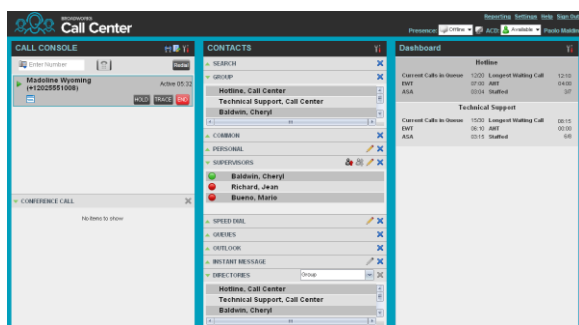 BROADWORKS
Call Center
Reporting Settings Help Sign Out
Presence: Offline ACD: Available Paolo Maldini
CALL CONSOLE
Enter Number
Redial
Madoline Wyoming
(+12025551008)
Active 05:32
HOLD TRACE END
CONFERENCE CALL
No items to show
CONTACTS
SEARCH
GROUP
Hotline, Call Center
Technical Support, Call Center
Baldwin, Cheryl
COMMON
PERSONAL
SUPERVISORS
Baldwin, Cheryl
Richard, Jean
Bueno, Mario
SPEED DIAL
QUEUES
OUTLOOK
INSTANT MESSAGE
DIRECTORIES Group
Hotline, Call Center
Technical Support, Call Center
Baldwin, Cheryl
Dashboard
Hotline
Current Calls in Queue 12/20 Longest Waiting Call 12:10
EWT 07:00 AHT 04:00
ASA 03:04 Staffed 3/7
Technical Support
Current Calls in Queue 15/30 Longest Waiting Call 08:15
EWT 06:10 AHT 00:00
ASA 03:15 Staffed 6/8